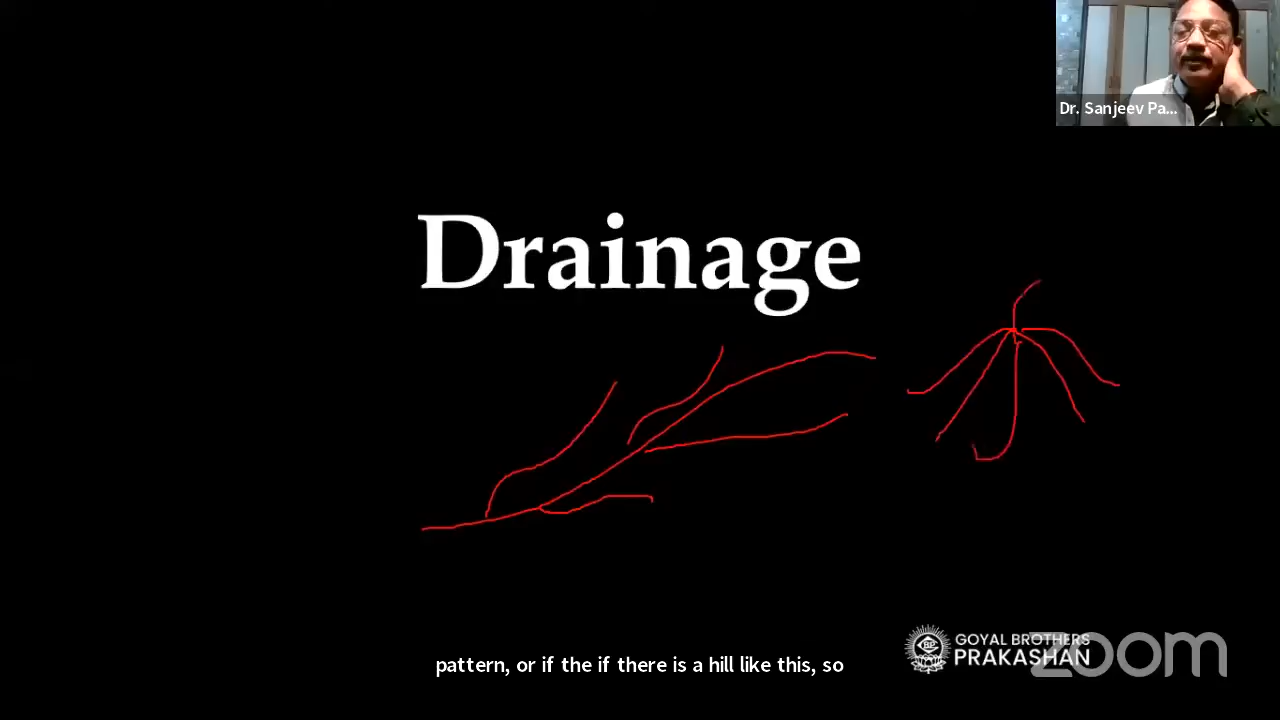 Dr. Sanjeev Pa...
Drainage
pattern, or if the if there is a hill like this, so
GOYAL BROTHERS
PRAKASHAN
zoom